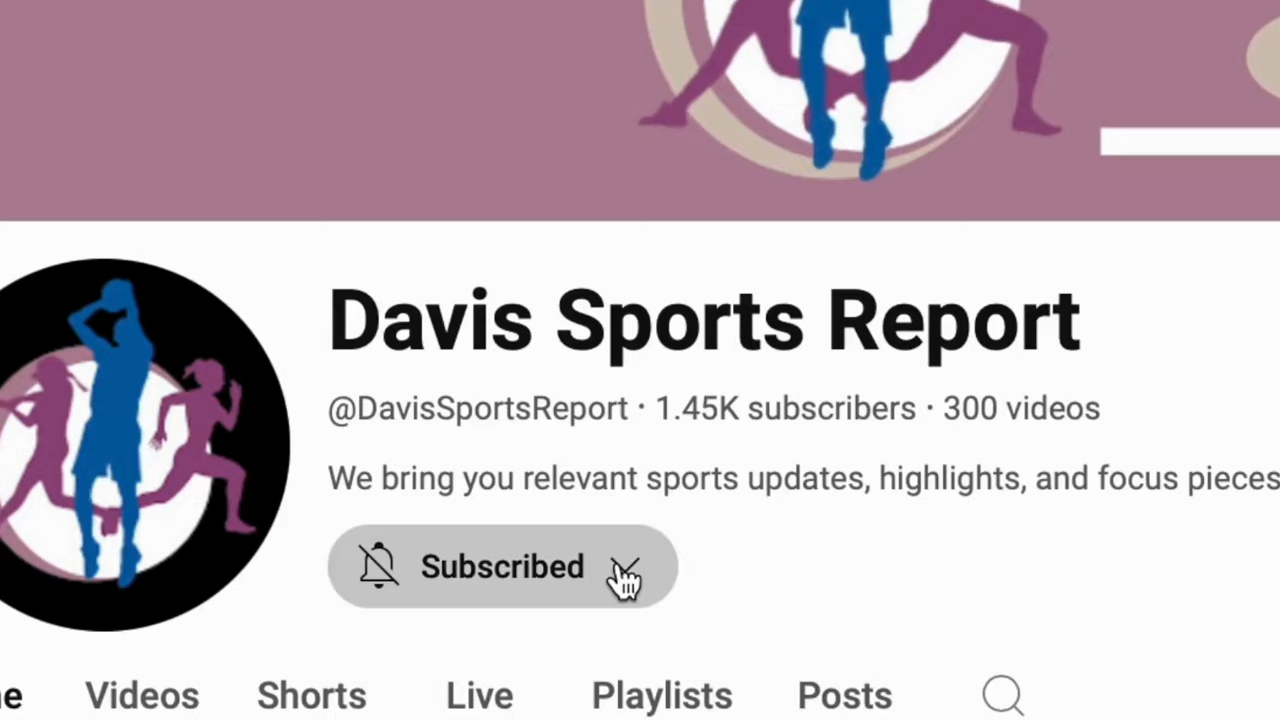 Davis Sports Report
@DavisSportsReport · 1.45K subscribers · 300 videos
We bring you relevant sports updates, highlights, and focus pieces
Subscribed
Videos Shorts Live Playlists Posts